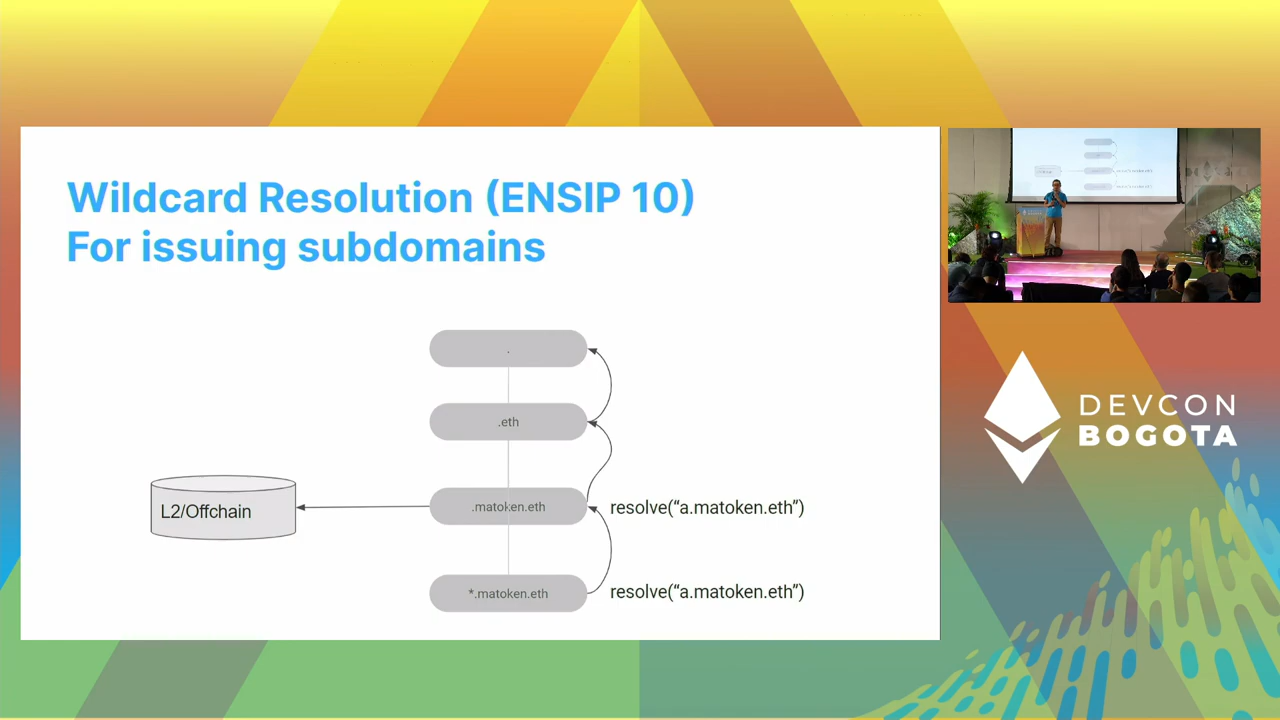 Wildcard Resolution (ENSIP 10)
For issuing subdomains
.
.eth
L2/Offchain
.matoken.eth
resolve(“a.matoken.eth”)
*.matoken.eth
resolve(“a.matoken.eth”)
DEVCON
BOGOTA